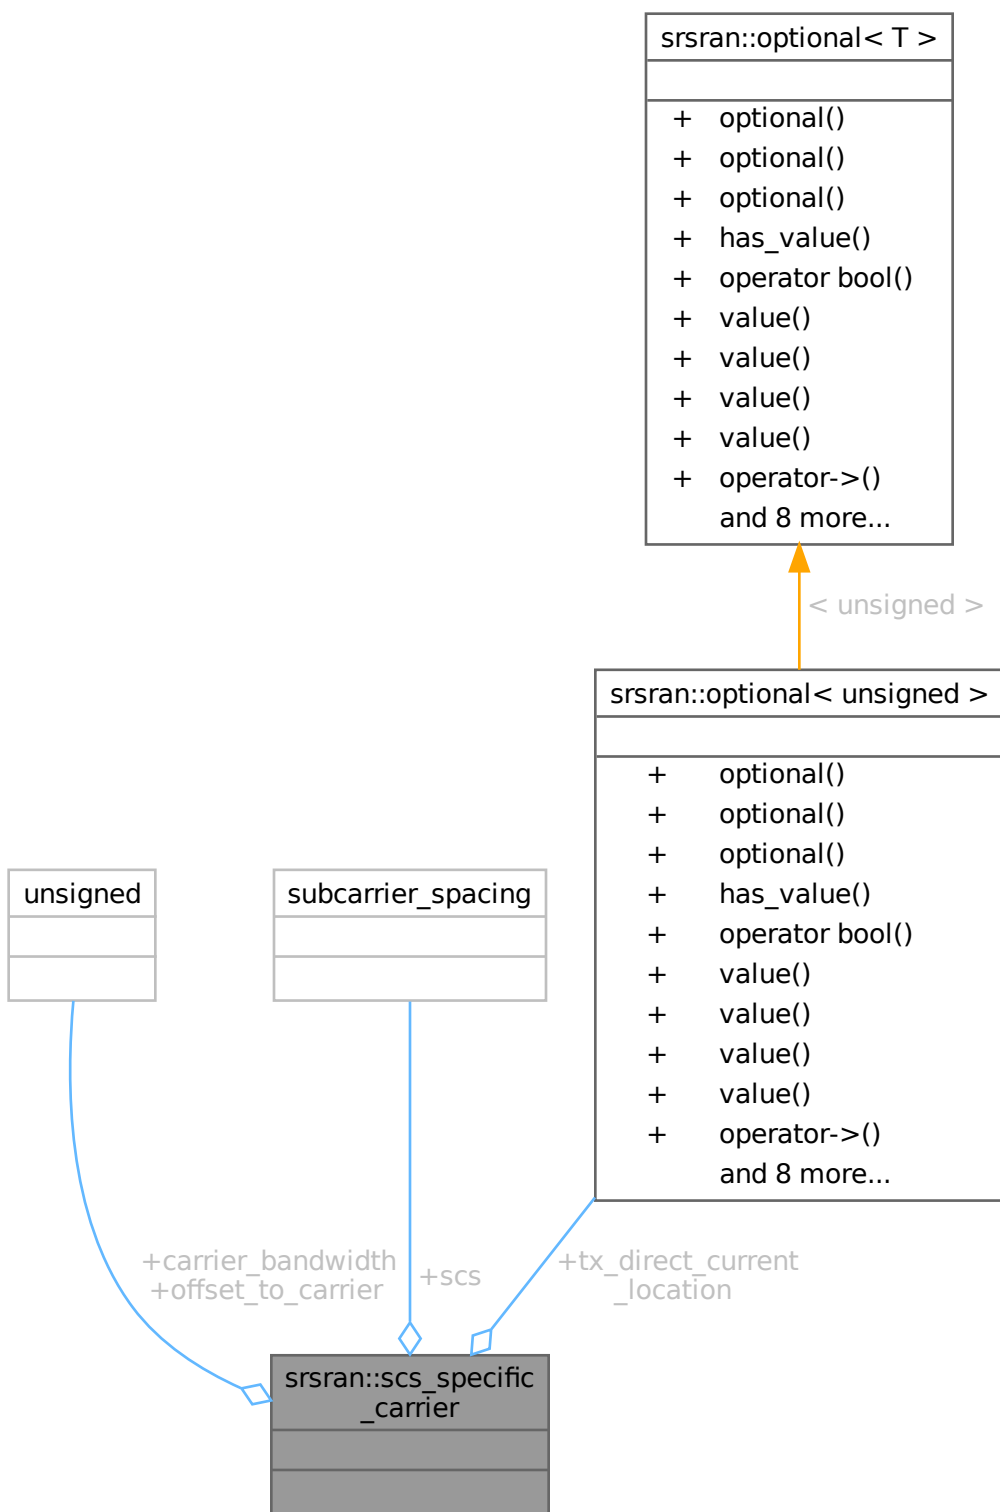 srsran::optional< T >
+ optional()
+ optional()
+ optional()
+ has_value()
+ operator bool()
+ value()
+ value()
+ value()
+ value()
+ operator->()
and 8 more...
< unsigned >
srsran::optional< unsigned >
+ optional()
+ optional()
+ optional()
+ has_value()
+ operator bool()
+ value()
+ value()
+ value()
+ value()
+ operator->()
and 8 more...
unsigned
subcarrier_spacing
+carrier_bandwidth
+offset_to_carrier
+scs
+tx_direct_current
_location
srsran::scs_specific
_carrier